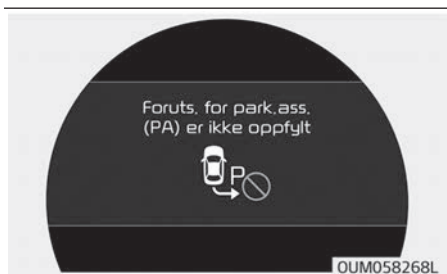 Foruts. for park.ass.
(PA) er ikke oppfylt
P
OUM058268L